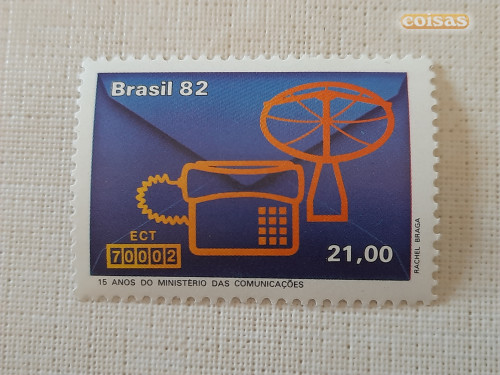 coisas
Brasil 82
ECT
70002
21,00
15 ANOS DO MINISTÉRIO DAS COMUNICAÇÕES
RACHEL BRAGA